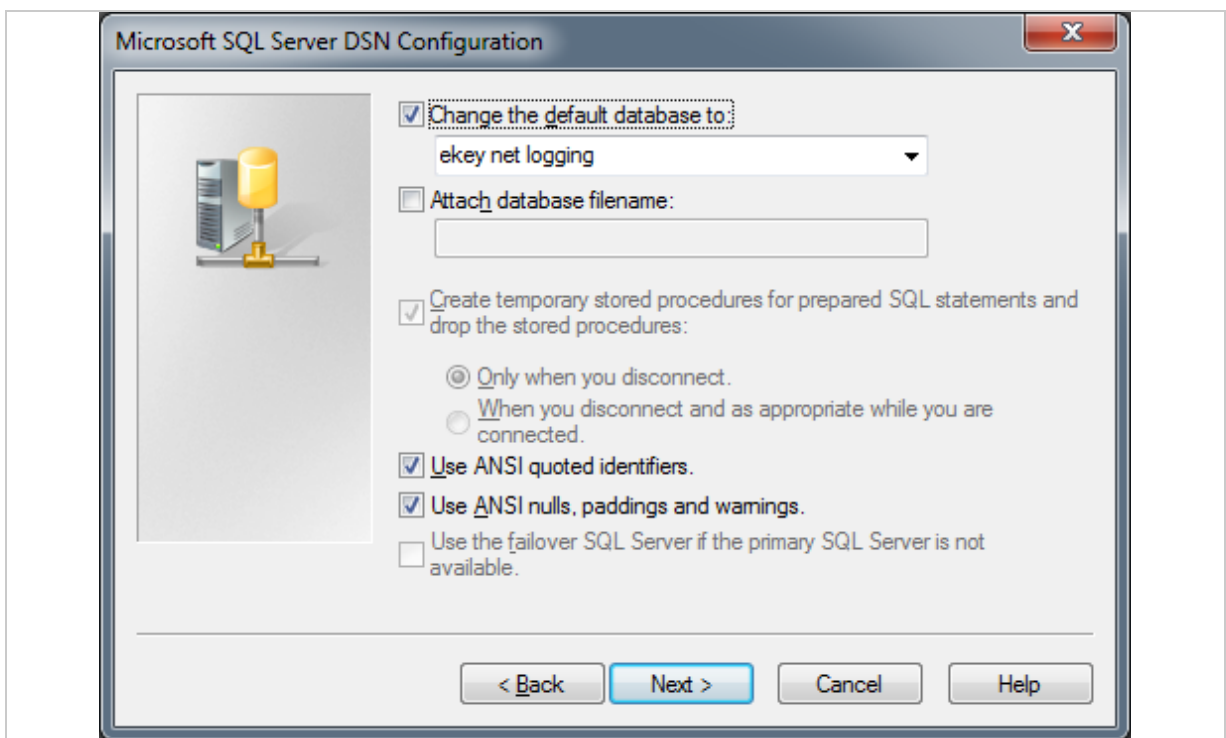 Microsoft SQL Server DSN Configuration
Change the default database to:
ekey net logging
Attach database filename:
Create temporary stored procedures for prepared SQL statements and
drop the stored procedures:
Only when you disconnect.
When you disconnect and as appropriate while you are
connected.
Use ANSI quoted identifiers.
Use ANSI nulls, paddings and warnings.
Use the failover SQL Server if the primary SQL Server is not
available.
< Back Next > Cancel Help